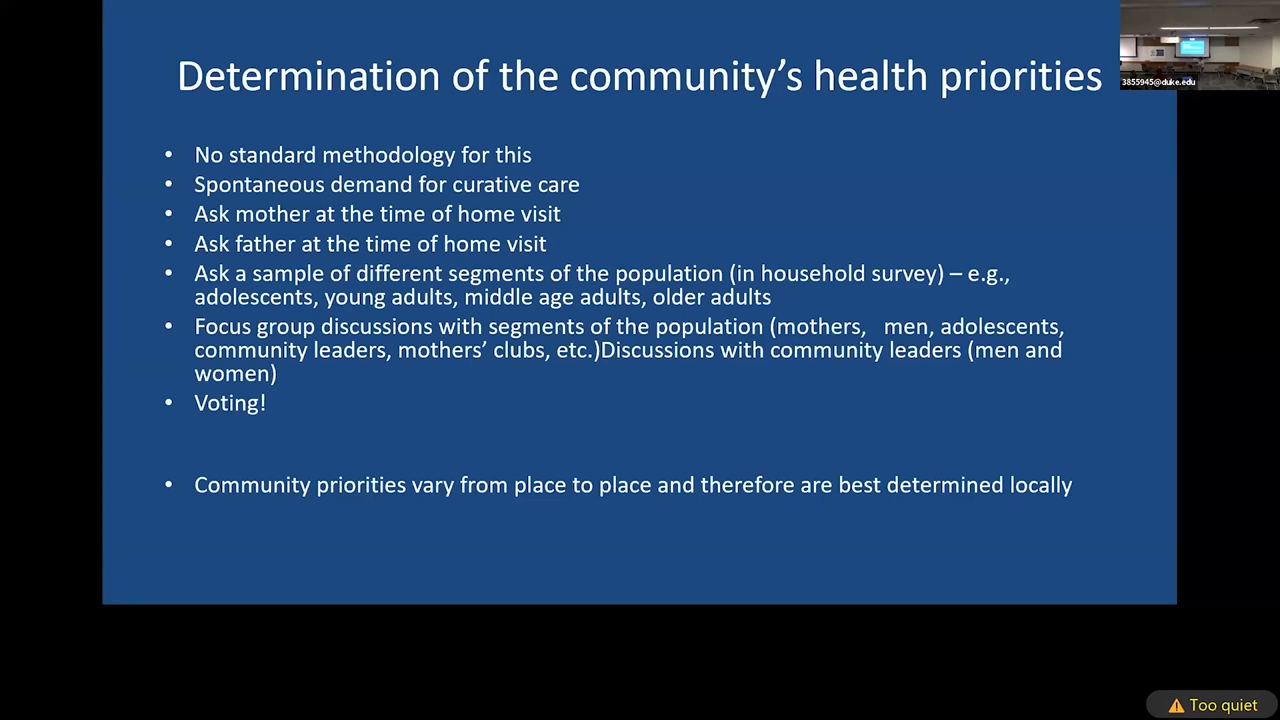 Determination of the community’s health priorities
3855945@duke.edu
• No standard methodology for this
• Spontaneous demand for curative care
• Ask mother at the time of home visit
• Ask father at the time of home visit
• Ask a sample of different segments of the population (in household survey) – e.g.,
adolescents, young adults, middle age adults, older adults
• Focus group discussions with segments of the population (mothers,   men, adolescents,
community leaders, mothers’ clubs, etc.)Discussions with community leaders (men and
women)
• Voting!
• Community priorities vary from place to place and therefore are best determined locally
Too quiet